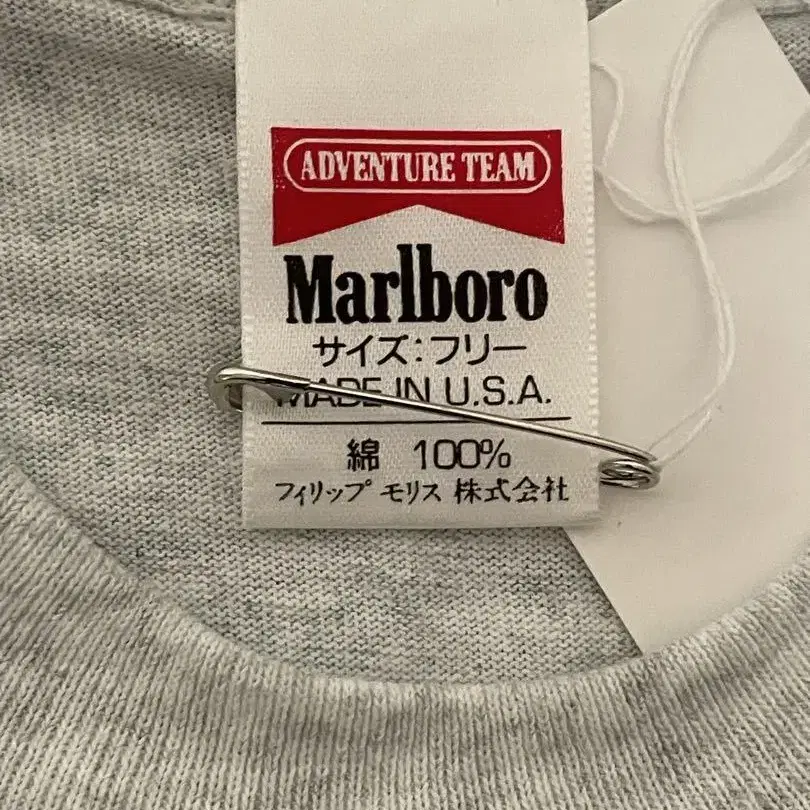 ADVENTURE TEAM
Marlboro
サイズ:フリー
MADE IN U.S.A.
綿 100%
フィリップ モリス 株式会社